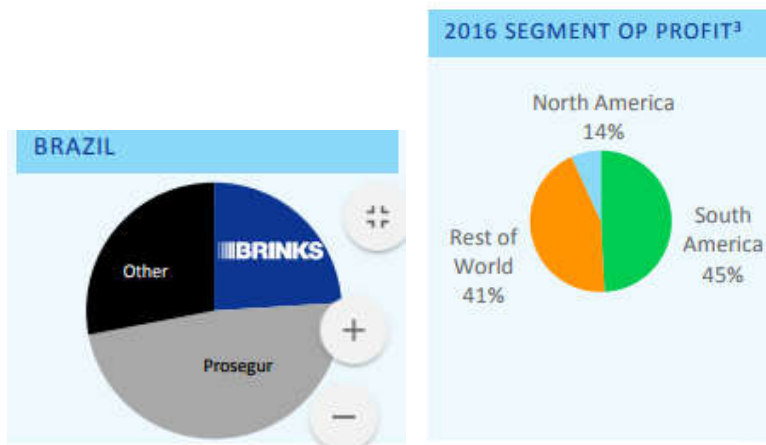 BRAZIL
BRINKS
Other
Prosegur
+
−
2016 SEGMENT OP PROFIT³
North America
14%
South
America
45%
Rest of
World
41%